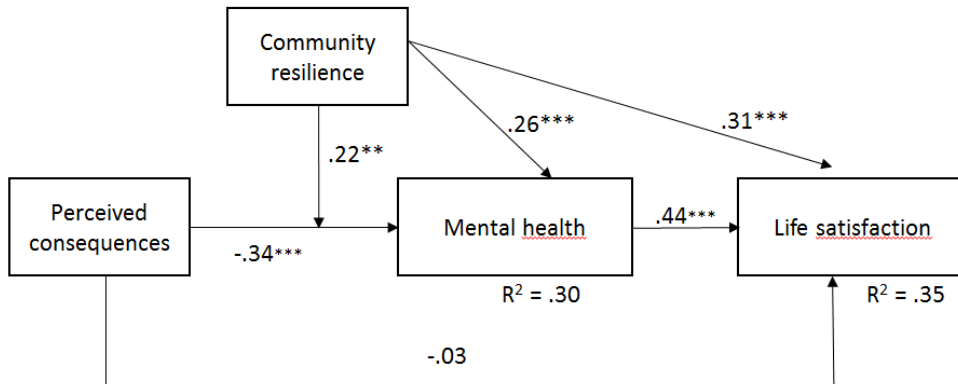 Community
resilience
.26***
.31***
.22**
Perceived
consequences
-.34***
Mental health
.44***
Life satisfaction
R² = .30
R² = .35
-.03